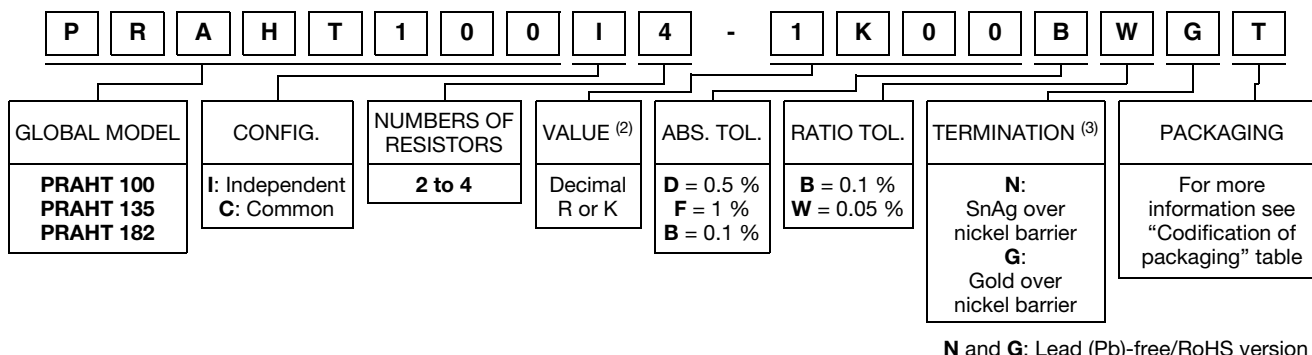 P R A H T 1 0 0 I 4 - 1 K 0 0 B W G T
GLOBAL MODEL
PRAHT 100
PRAHT 135
PRAHT 182
CONFIG.
I: Independent
C: Common
NUMBERS OF
RESISTORS
2 to 4
VALUE (2)
Decimal
R or K
ABS. TOL.
D = 0.5 %
F = 1 %
B = 0.1 %
RATIO TOL.
B = 0.1 %
W = 0.05 %
TERMINATION (3)
N:
SnAg over
nickel barrier
G:
Gold over
nickel barrier
PACKAGING
For more
information see
“Codification of
packaging” table
N and G: Lead (Pb)-free/RoHS version